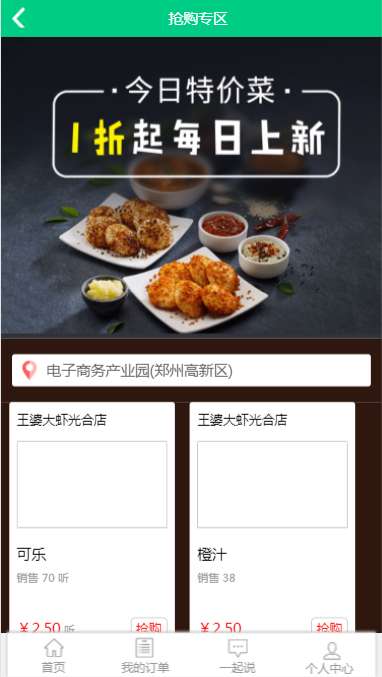 抢购专区
·今日特价菜·
1折起每日上新
电子商务产业园(郑州高新区)
王婆大虾光合店
王婆大虾光合店
可乐
橙汁
销售 70 听
销售 38
￥2.50 听
抢购
￥2.50
抢购
首页
我的订单
一起说
个人中心